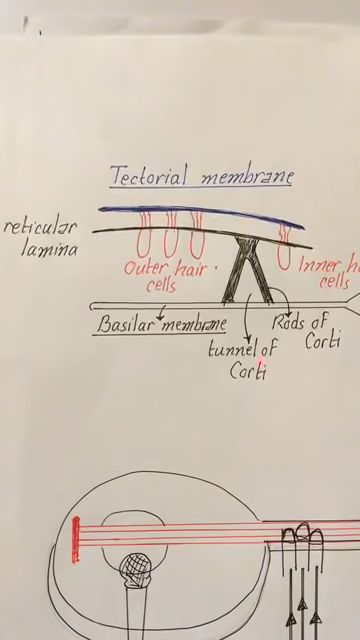 Tectorial membrane
reticular
lamina
Outer hair
cells
Inner
cells
Basilar membrane
Rods of
Corti
tunnel of
Corti